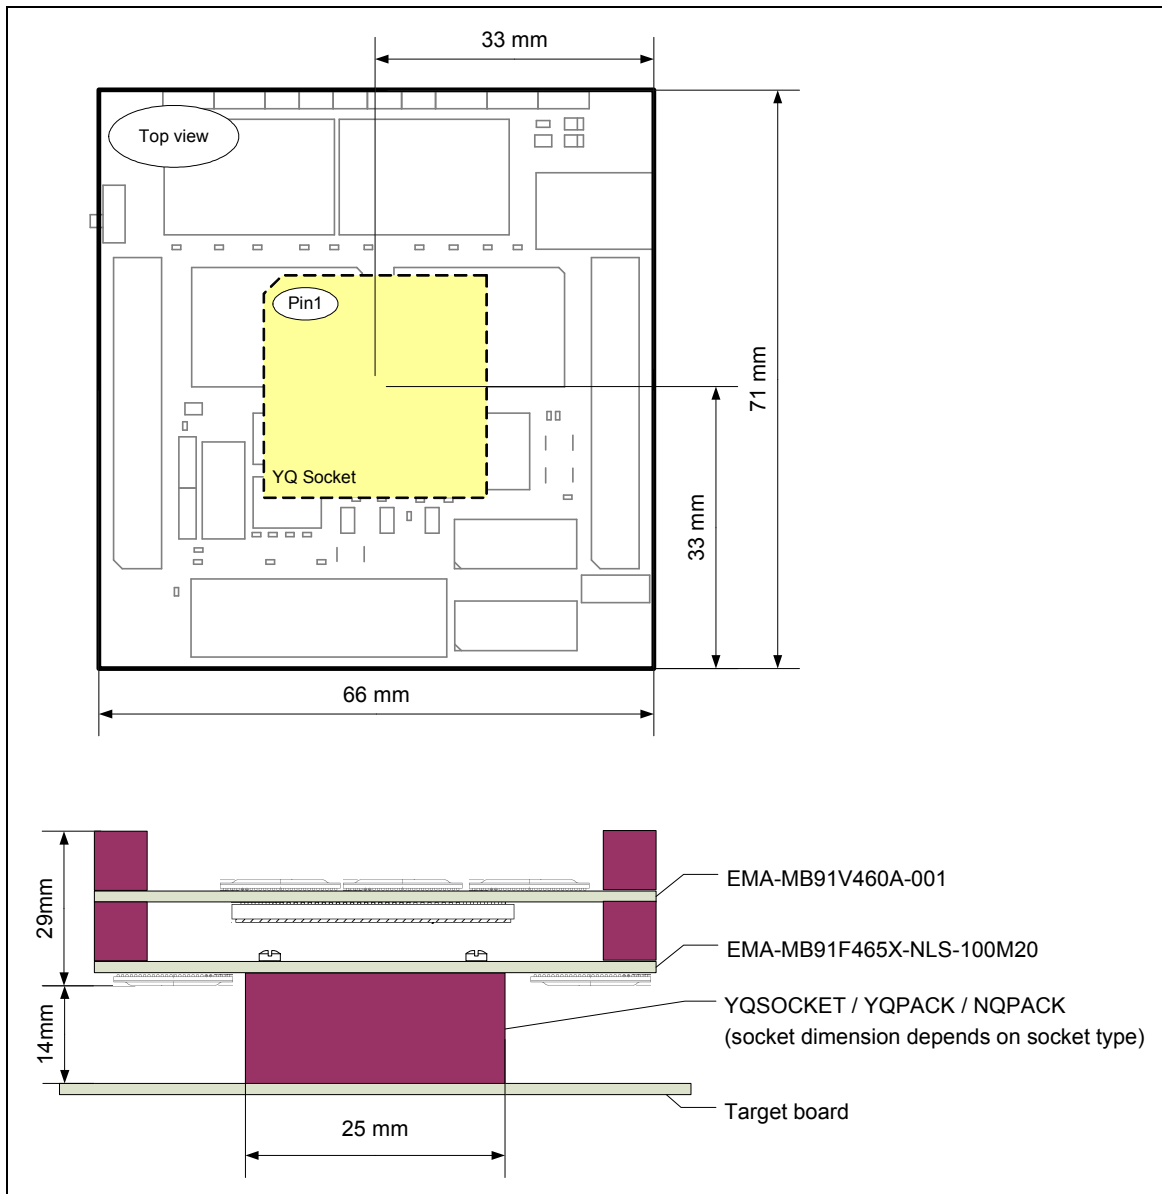 33 mm
Top view
Pin1
71 mm
YQ Socket
33 mm
66 mm
29mm
EMA-MB91V460A-001
EMA-MB91F465X-NLS-100M20
14mm
YQSOCKET / YQPACK / NQPACK
(socket dimension depends on socket type)
Target board
25 mm